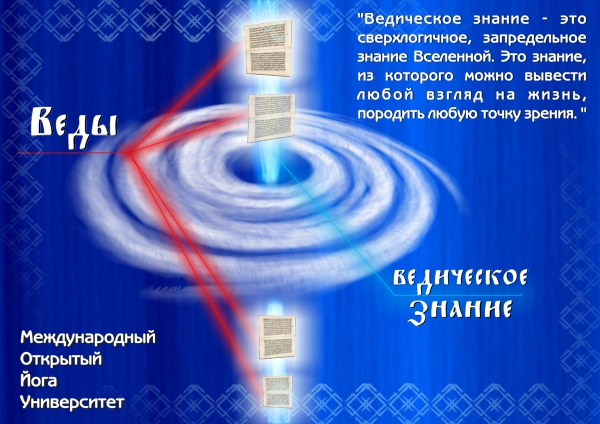 "Ведическое знание - это
сверхлогичное, запредельное
знание Вселенной. Это знание,
из которого можно вывести
любой взгляд на жизнь,
породить любую точку зрения. "
Веды
ведическое
знание
Международный
Открытый
Йога
Университет